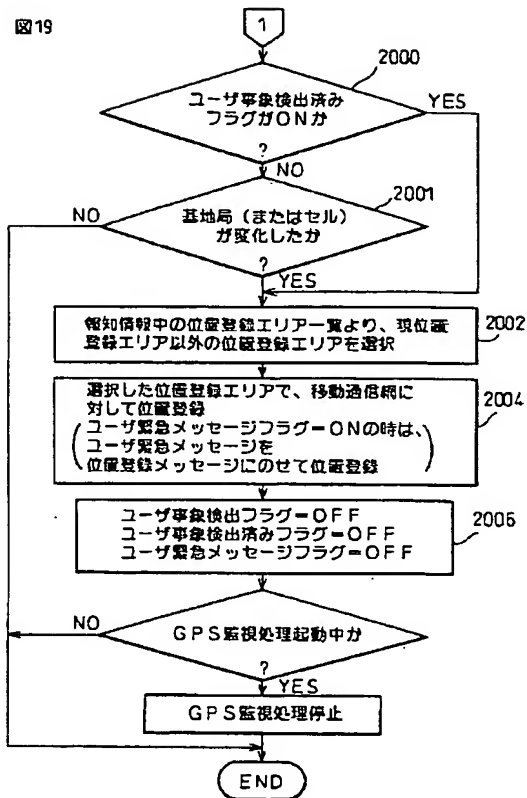 図19
1
2000
ユーザ事象検出済み
フラグがONか
?
YES
NO
2001
NO
基地局(またはセル)
が変化したか
?
YES
報知情報中の位置登録エリア一覧より、現位置
登録エリア以外の位置登録エリアを選択
2002
選択した位置登録エリアで、移動通信網に
対して位置登録
ユーザ緊急メッセージフラグ=ONの時は、
ユーザ緊急メッセージを
位置登録メッセージにのせて位置登録
2004
ユーザ事象検出フラグ=OFF
ユーザ事象検出済みフラグ=OFF
ユーザ緊急メッセージフラグ=OFF
2006
NO
GPS監視処理起動中か
?
YES
GPS監視処理停止
END